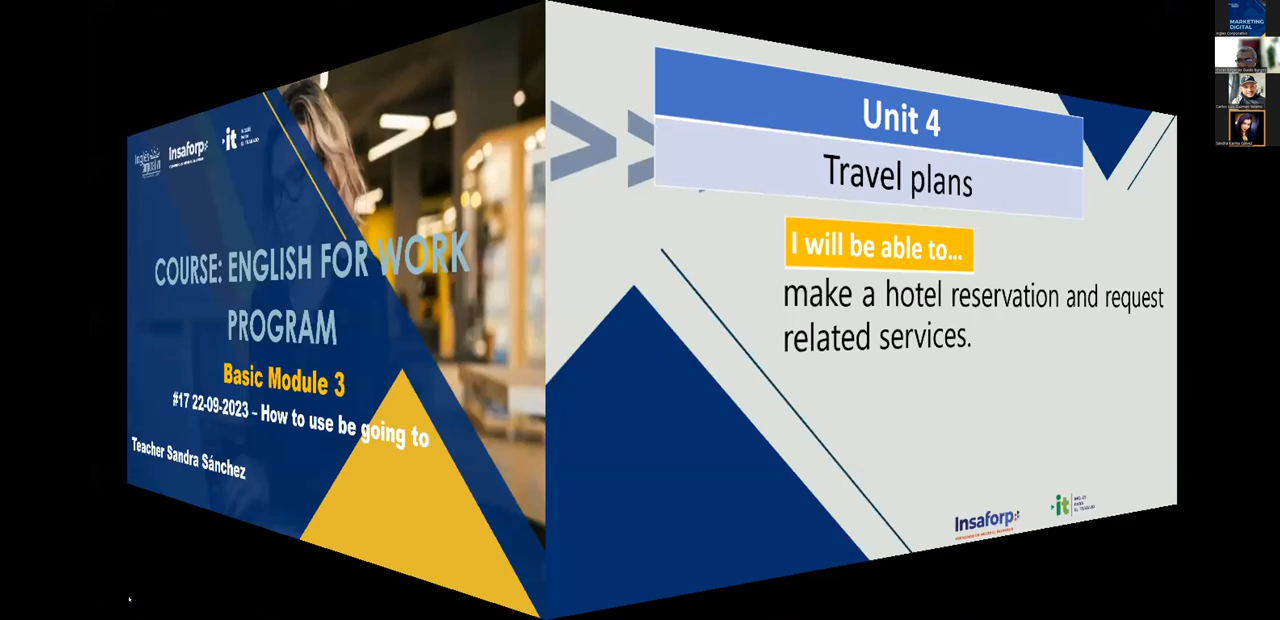 Insaforp
it
COURSE: ENGLISH FOR WORK
PROGRAM
Basic Module 3
#17 22-09-2023 – How to use be going to
Teacher Sandra Sánchez
Unit 4
Travel plans
I will be able to...
make a hotel reservation and request
related services.
Insaforp
it
MARKETING
DIGITAL